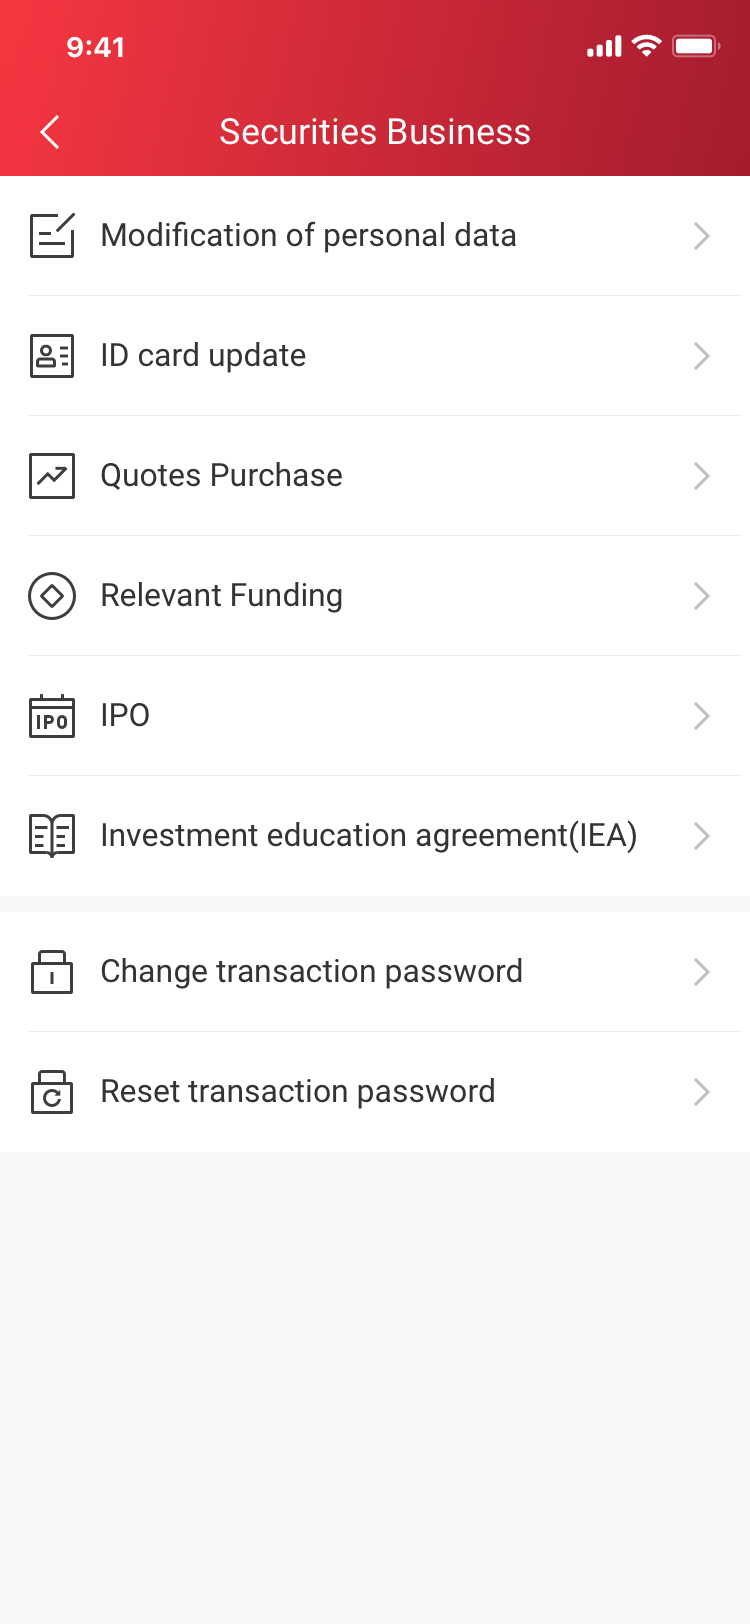 9:41
Securities Business
Modification of personal data
ID card update
Quotes Purchase
Relevant Funding
IPO IPO
Investment education agreement(IEA)
Change transaction password
Reset transaction password